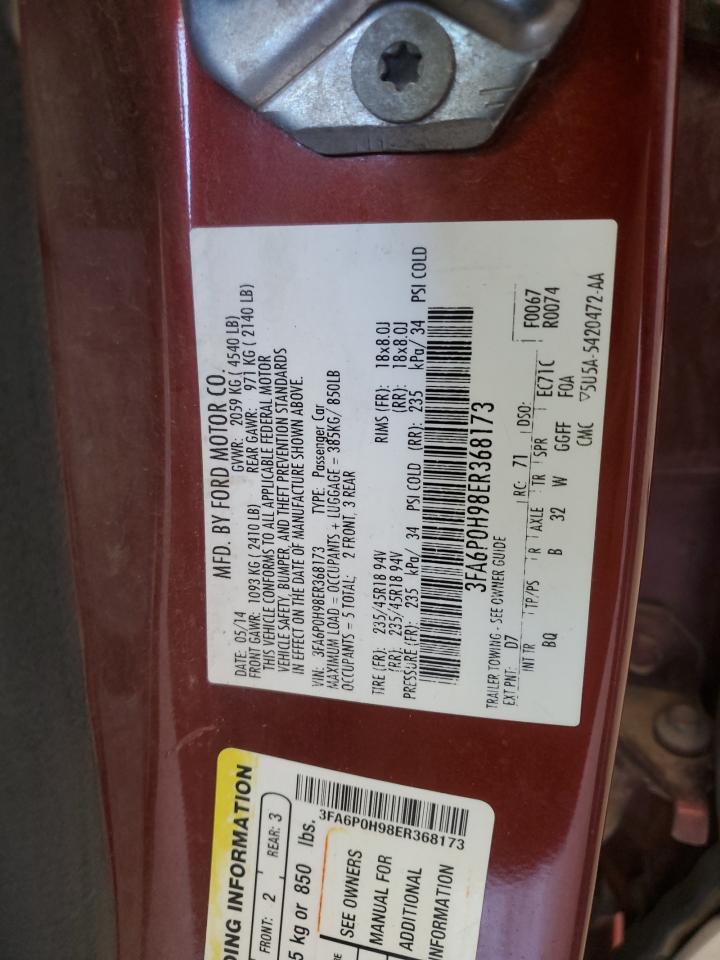 MFD. BY FORD MOTOR CO.
DATE: 05/14 GVWR: 2059 KG ( 4540 LB)
FRONT GAWR: 1093 KG ( 2410 LB) REAR GAWR: 971 KG ( 2140 LB)
THIS VEHICLE CONFORMS TO ALL APPLICABLE FEDERAL MOTOR
VEHICLE SAFETY, BUMPER, AND THEFT PREVENTION STANDARDS
IN EFFECT ON THE DATE OF MANUFACTURE SHOWN ABOVE.
VIN: 3FA6P0H98ER368173 TYPE: Passenger Car
MAXIMUM LOAD = OCCUPANTS + LUGGAGE = 385KG/ 850LB
OCCUPANTS = 5 TOTAL: 2 FRONT, 3 REAR
TIRE (FR): 235/45R18 94V RIMS (FR): 18x8.0J
(RR): 235/45R18 94V (RR): 18x8.0J
PRESSURE (FR): 235 kPa/ 34 PSI COLD (RR): 235 kPa/ 34 PSI COLD
3FA6P0H98ER368173
TRAILER TOWING - SEE OWNER GUIDE
EXT PNT: D7 RC: 71 DSO: F0067
R0074
INT TR TP/PS R AXLE TR SPR EC71C
BQ B 32 W GGFF F0A
CMC ▽5U5A-5420472-AA
DING INFORMATION
FRONT: 2 REAR: 3
5 kg or 850 lbs.
3FA6P0H98ER368173
SEE OWNERS
MANUAL FOR
ADDITIONAL
INFORMATION